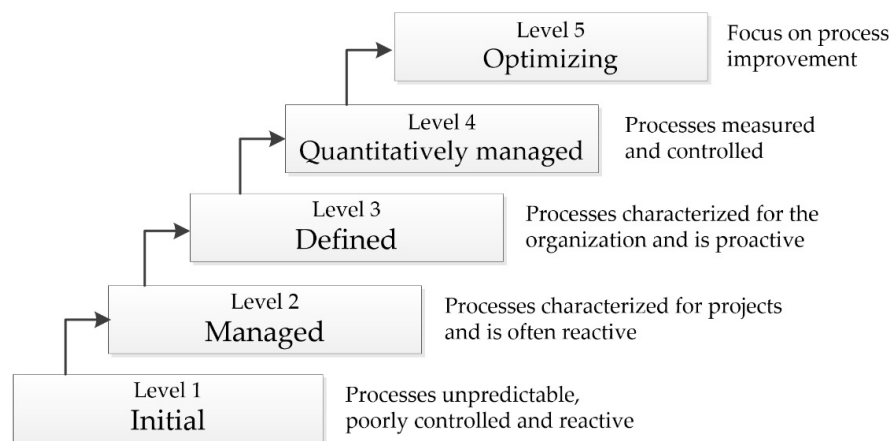 Level 5
Optimizing
Focus on process
improvement
Level 4
Quantitatively managed
Processes measured
and controlled
Level 3
Defined
Processes characterized for the
organization and is proactive
Level 2
Managed
Processes characterized for projects
and is often reactive
Level 1
Initial
Processes unpredictable,
poorly controlled and reactive